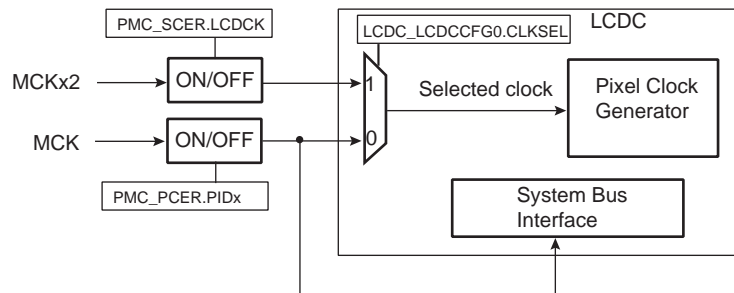 PMC_SCER.LCDCK
LCDC_LCDCCFG0.CLKSEL
LCDC
MCKx2
ON/OFF
1
Selected clock
Pixel Clock
Generator
MCK
ON/OFF
0
PMC_PCER.PIDx
System Bus
Interface